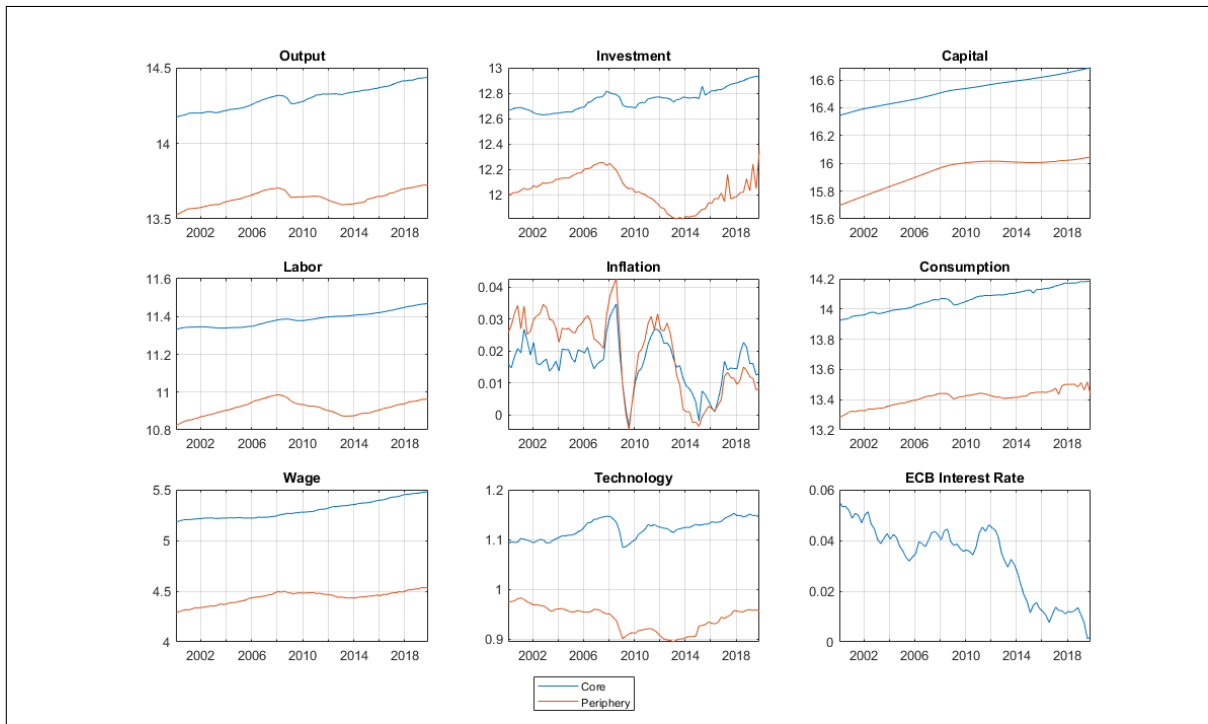 Output
14.5
14
13.5
2002 2006 2010 2014 2018
Investment
13
12.8
12.6
12.4
12.2
12
2002 2006 2010 2014 2018
Capital
16.6
16.4
16.2
16
15.8
15.6
2002 2006 2010 2014 2018
Labor
11.6
11.4
11.2
11
10.8
2002 2006 2010 2014 2018
Inflation
0.04
0.03
0.02
0.01
0
2002 2006 2010 2014 2018
Consumption
14.2
14
13.8
13.6
13.4
13.2
2002 2006 2010 2014 2018
Wage
5.5
5
4.5
4
2002 2006 2010 2014 2018
Technology
1.2
1.1
1
0.9
2002 2006 2010 2014 2018
ECB Interest Rate
0.06
0.04
0.02
0
2002 2006 2010 2014 2018
Core
Periphery